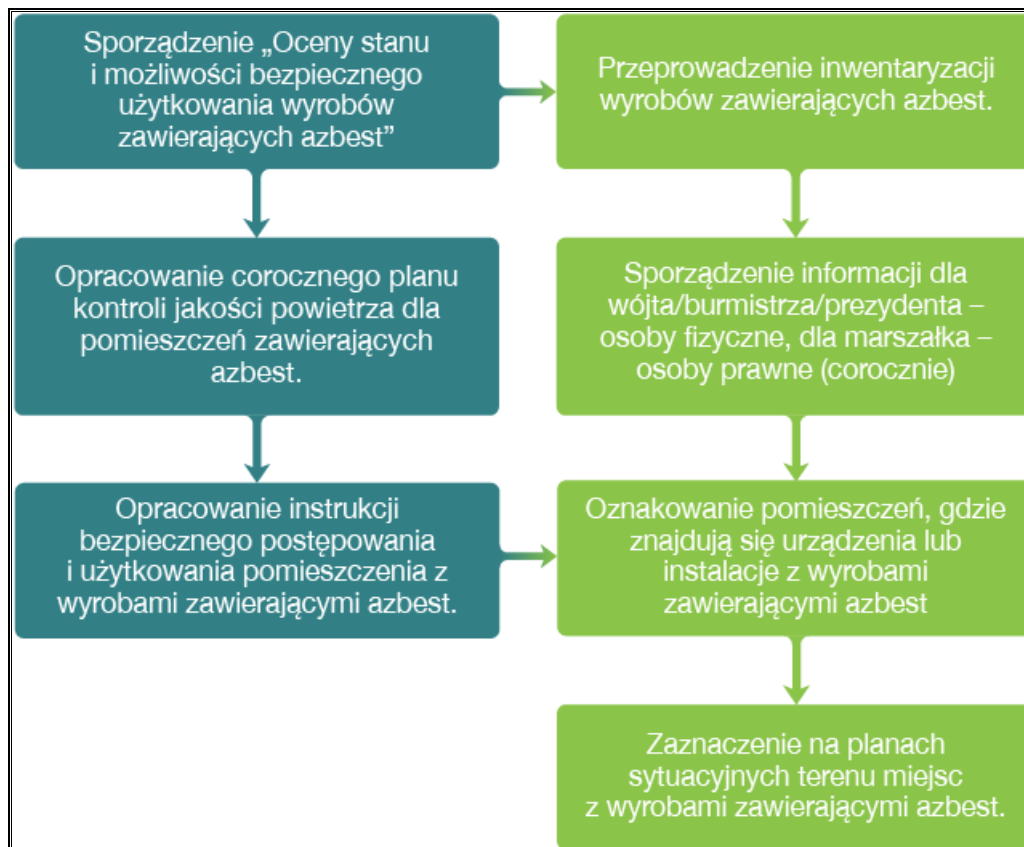 Sporządzenie „Oceny stanu
i możliwości bezpiecznego
użytkowania wyrobów
zawierających azbest”
Przeprowadzenie inwentaryzacji
wyrobów zawierających azbest.
Opracowanie corocznego planu
kontroli jakości powietrza dla
pomieszczeń zawierających
azbest.
Sporządzenie informacji dla
wójta/burmistrza/prezydenta –
osoby fizyczne, dla marszałka –
osoby prawne (corocznie)
Opracowanie instrukcji
bezpiecznego postępowania
i użytkowania pomieszczenia z
wyrobami zawierającymi azbest.
Oznakowanie pomieszczeń, gdzie
znajdują się urządzenia lub
instalacje z wyrobami
zawierającymi azbest
Zaznaczenie na planach
sytuacyjnych terenu miejsc
z wyrobami zawierającymi azbest.